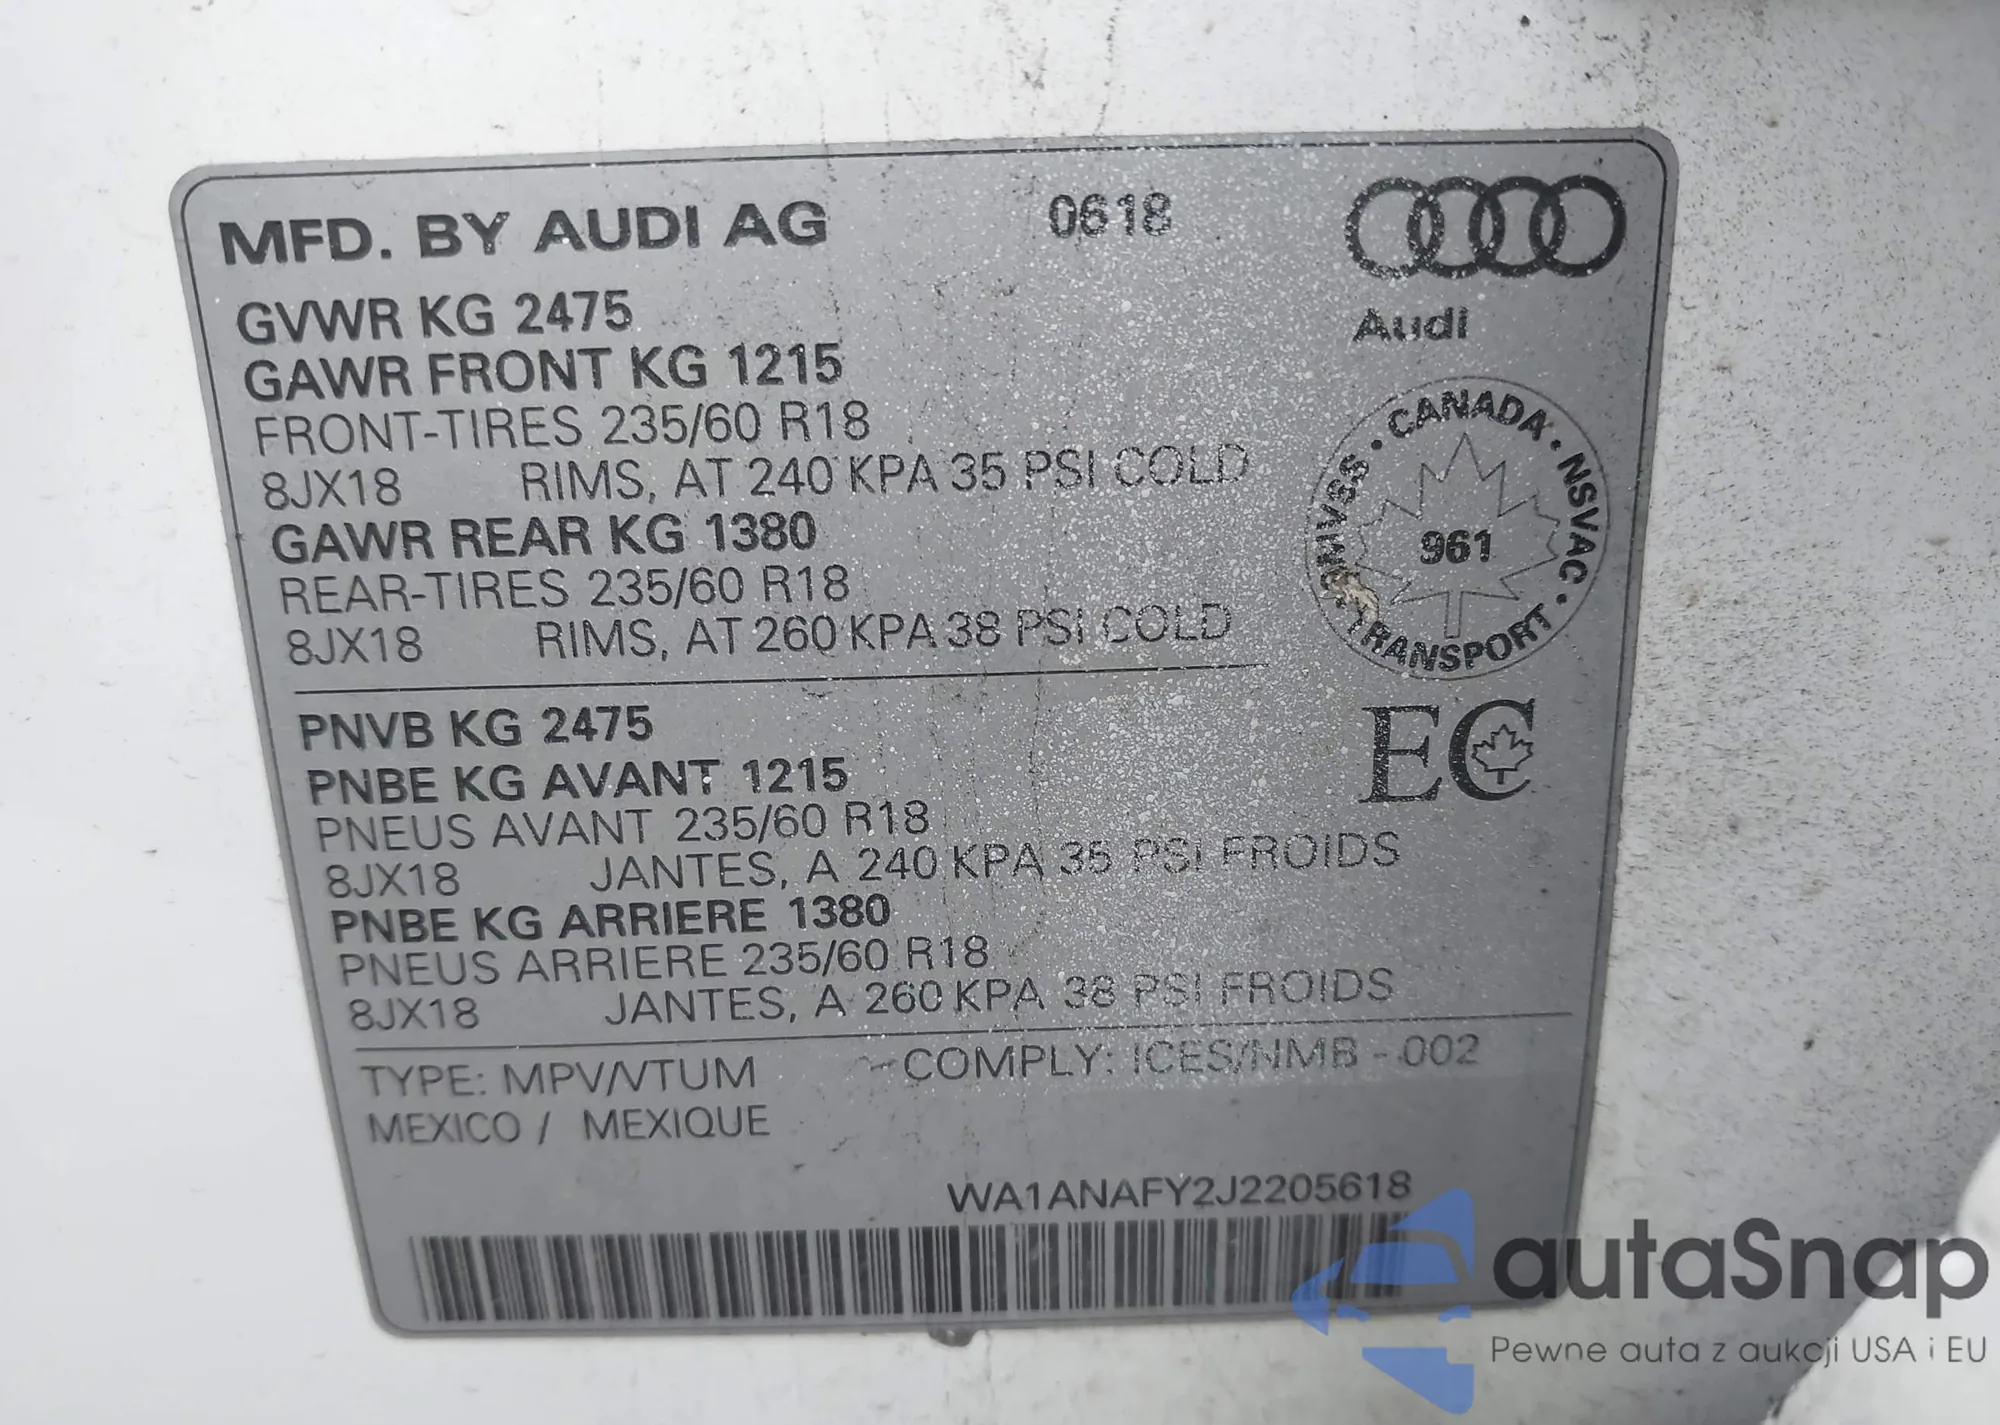 MFD. BY AUDI AG 0618
Audi
GVWR KG 2475
GAWR FRONT KG 1215
FRONT-TIRES 235/60 R18
8JX18 RIMS, AT 240 KPA 35 PSI COLD
GAWR REAR KG 1380
REAR-TIRES 235/60 R18
8JX18 RIMS, AT 260 KPA 38 PSI COLD
CANADA · NSVAC · TRANSPORT · CMVSS ·
961
PNVB KG 2475
PNBE KG AVANT 1215
PNEUS AVANT 235/60 R18
8JX18 JANTES, A 240 KPA 35 PSI FROIDS
PNBE KG ARRIERE 1380
PNEUS ARRIERE 235/60 R18
8JX18 JANTES, A 260 KPA 38 PSI FROIDS
EC
TYPE: MPV/VTUM COMPLY: ICES/NMB - 002
MEXICO / MEXIQUE
WA1ANAFY2J2205618
autaSnap
Pewne auta z aukcji USA i EU